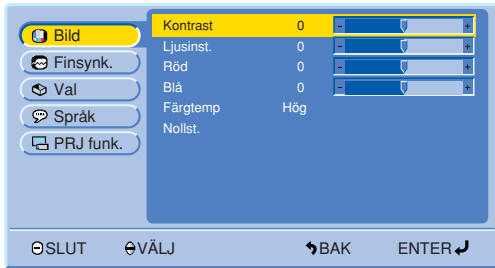 Bild
Finsynk.
Val
Språk
PRJ funk.
Kontrast 0 - +
Ljusinst. 0 - +
Röd 0 - +
Blå 0 - +
Färgtemp Hög
Nollst.
SLUT VÄLJ BAK ENTER